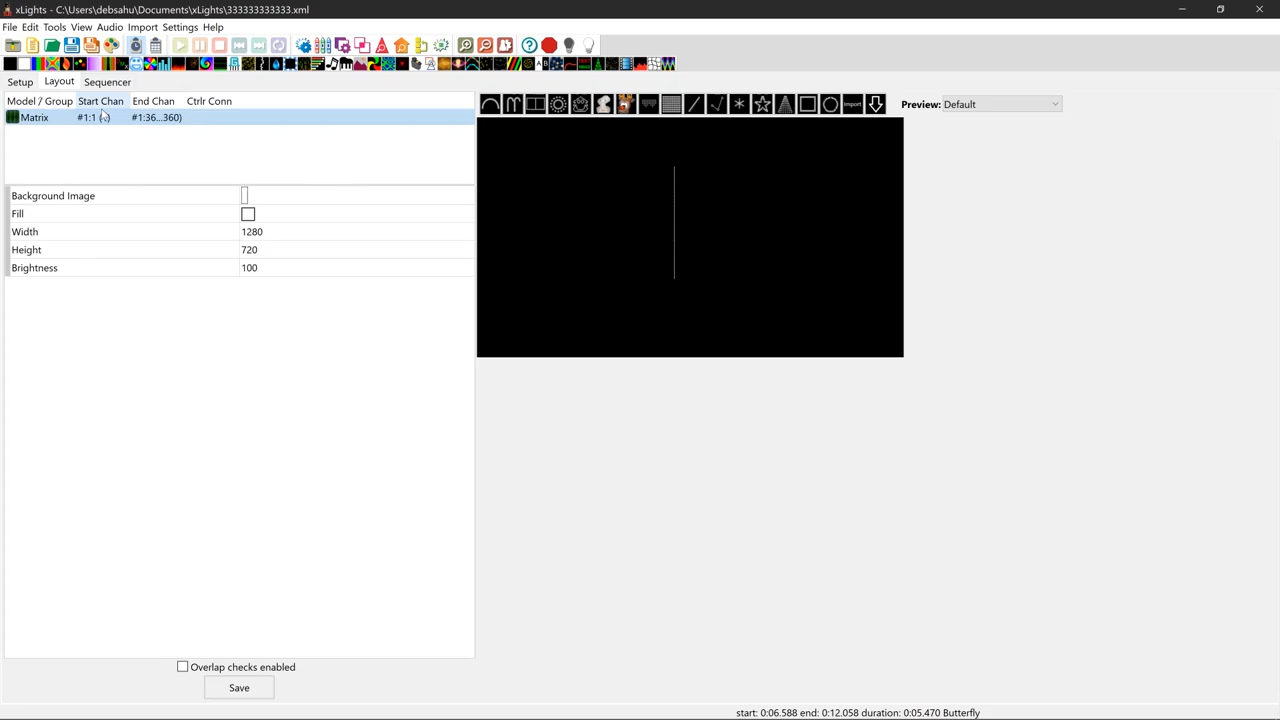 xLights - C:\Users\debsahu\Documents\xLights\333333333333.xml
File Edit Tools View Audio Import Settings Help
Setup Layout Sequencer
Model / Group Start Chan End Chan Ctrlr Conn
Import
Preview: Default
Matrix #1:1 #1:36...360)
Background Image
Fill
Width 1280
Height 720
Brightness 100
Overlap checks enabled
Save
start: 0:06.588 end: 0:12.058 duration: 0:05.470 Butterfly